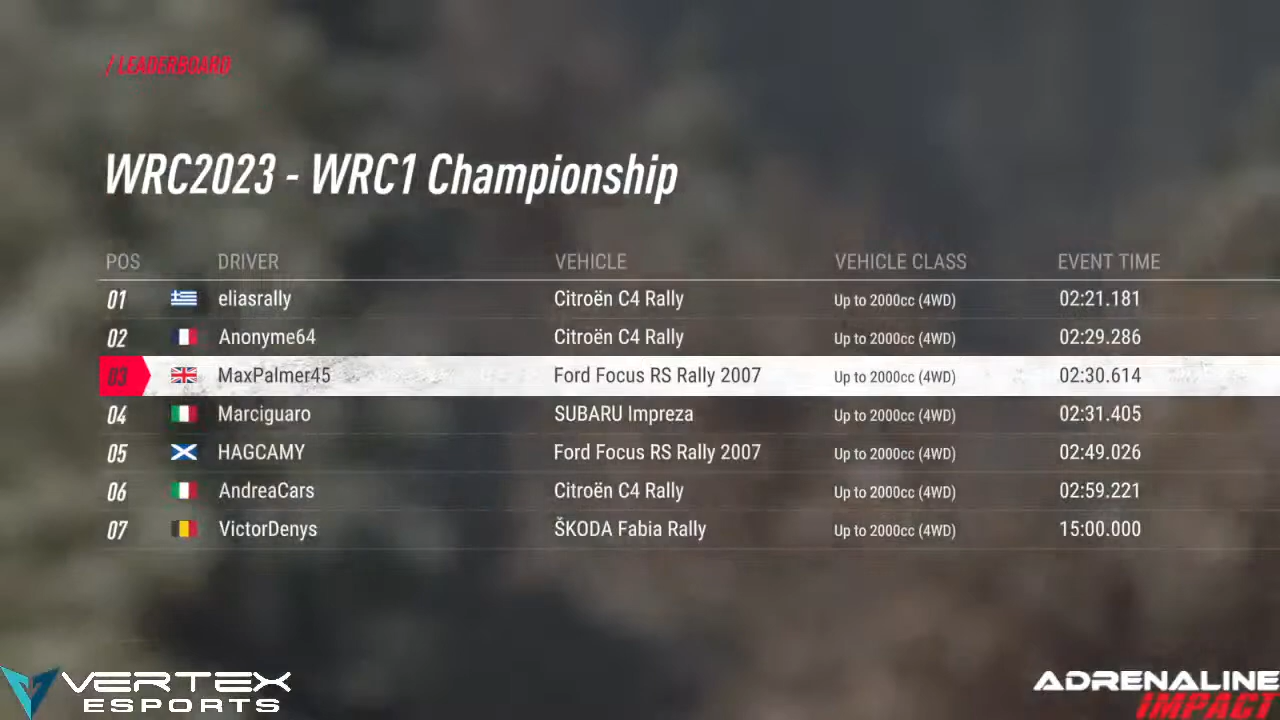 / LEADERBOARD
WRC2023 - WRC1 Championship
POS DRIVER VEHICLE VEHICLE CLASS EVENT TIME
01 eliasrally Citroën C4 Rally Up to 2000cc (4WD) 02:21.181
02 Anonyme64 Citroën C4 Rally Up to 2000cc (4WD) 02:29.286
03 MaxPalmer45 Ford Focus RS Rally 2007 Up to 2000cc (4WD) 02:30.614
04 Marciguaro SUBARU Impreza Up to 2000cc (4WD) 02:31.405
05 HAGCAMY Ford Focus RS Rally 2007 Up to 2000cc (4WD) 02:49.026
06 AndreaCars Citroën C4 Rally Up to 2000cc (4WD) 02:59.221
07 VictorDenys ŠKODA Fabia Rally Up to 2000cc (4WD) 15:00.000
VERTEX
ESPORTS
ADRENALINE
IMPACT